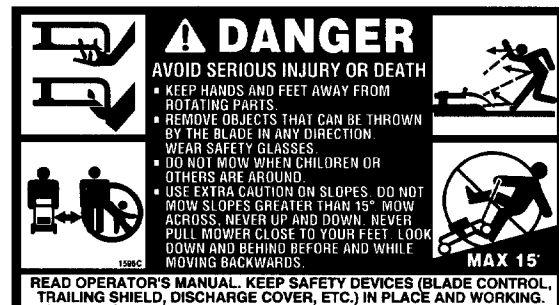 ⚠ DANGER
AVOID SERIOUS INJURY OR DEATH
▪ KEEP HANDS AND FEET AWAY FROM
ROTATING PARTS.
▪ REMOVE OBJECTS THAT CAN BE THROWN
BY THE BLADE IN ANY DIRECTION.
WEAR SAFETY GLASSES.
▪ DO NOT MOW WHEN CHILDREN OR
OTHERS ARE AROUND.
▪ USE EXTRA CAUTION ON SLOPES. DO NOT
MOW SLOPES GREATER THAN 15°. MOW
ACROSS, NEVER UP AND DOWN. NEVER
PULL MOWER CLOSE TO YOUR FEET. LOOK
DOWN AND BEHIND BEFORE AND WHILE
MOVING BACKWARDS.
1596C
MAX 15°
READ OPERATOR'S MANUAL. KEEP SAFETY DEVICES (BLADE CONTROL,
TRAILING SHIELD, DISCHARGE COVER, ETC.) IN PLACE AND WORKING.